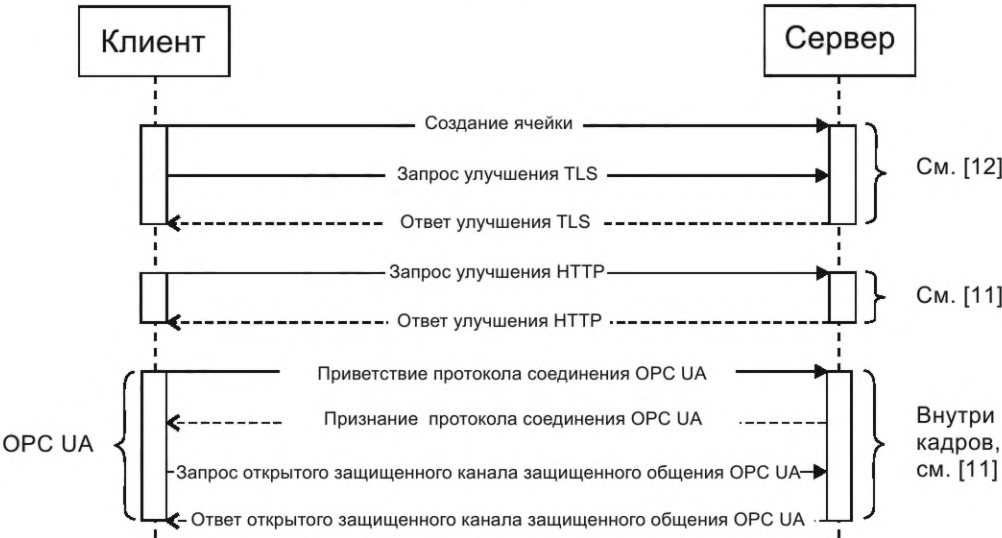 Клиент
Сервер
Создание ячейки
Запрос улучшения TLS
Ответ улучшения TLS
См. [12]
Запрос улучшения HTTP
Ответ улучшения HTTP
См. [11]
OPC UA
Приветствие протокола соединения OPC UA
Признание протокола соединения OPC UA
Запрос открытого защищенного канала защищенного общения OPC UA
Ответ открытого защищенного канала защищенного общения OPC UA
Внутри
кадров,
см. [11]